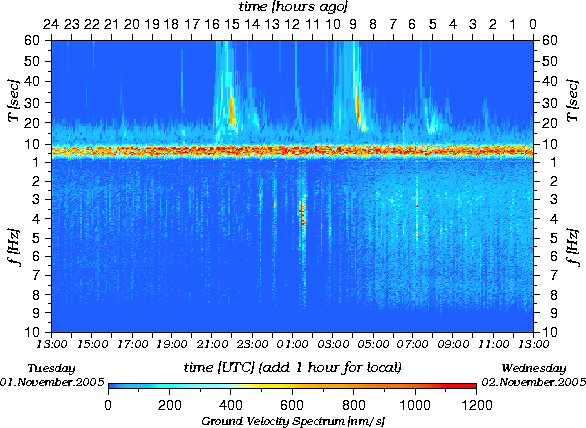 time [hours ago]
24 23 22 21 20 19 18 17 16 15 14 13 12 11 10 9 8 7 6 5 4 3 2 1 0
60 60
50 50
40 40
T [sec] T [sec]
30 30
20 20
10 10
1 1
2 2
3 3
4 4
5 5
f [Hz] f [Hz]
6 6
7 7
8 8
9 9
10 10
13:00 15:00 17:00 19:00 21:00 23:00 01:00 03:00 05:00 07:00 09:00 11:00 13:00
Tuesday time [UTC] (add 1 hour for local) Wednesday
01.November.2005 02.November.2005
0 200 400 600 800 1000 1200
Ground Velocity Spectrum [nm/s]